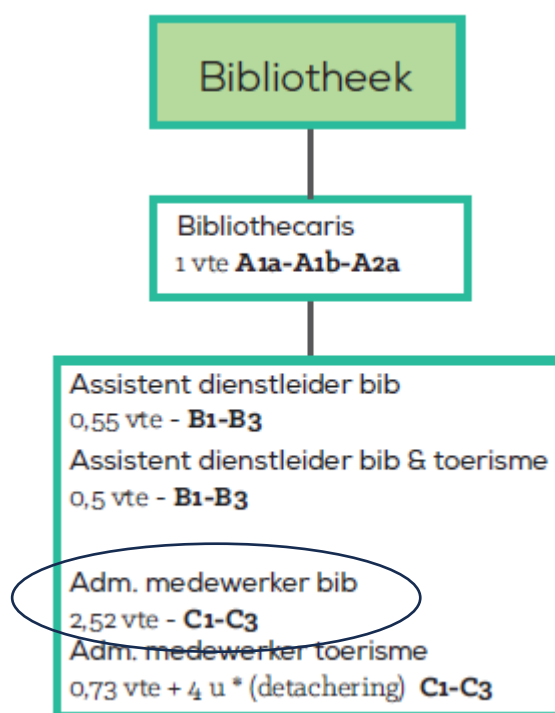 Bibliotheek
Bibliothecaris
1 vte A1a-A1b-A2a
Assistent dienstleider bib
0,55 vte - B1-B3
Assistent dienstleider bib & toerisme
0,5 vte - B1-B3
Adm. medewerker bib
2,52 vte - C1-C3
Adm. medewerker toerisme
0,73 vte + 4 u * (detachering) C1-C3